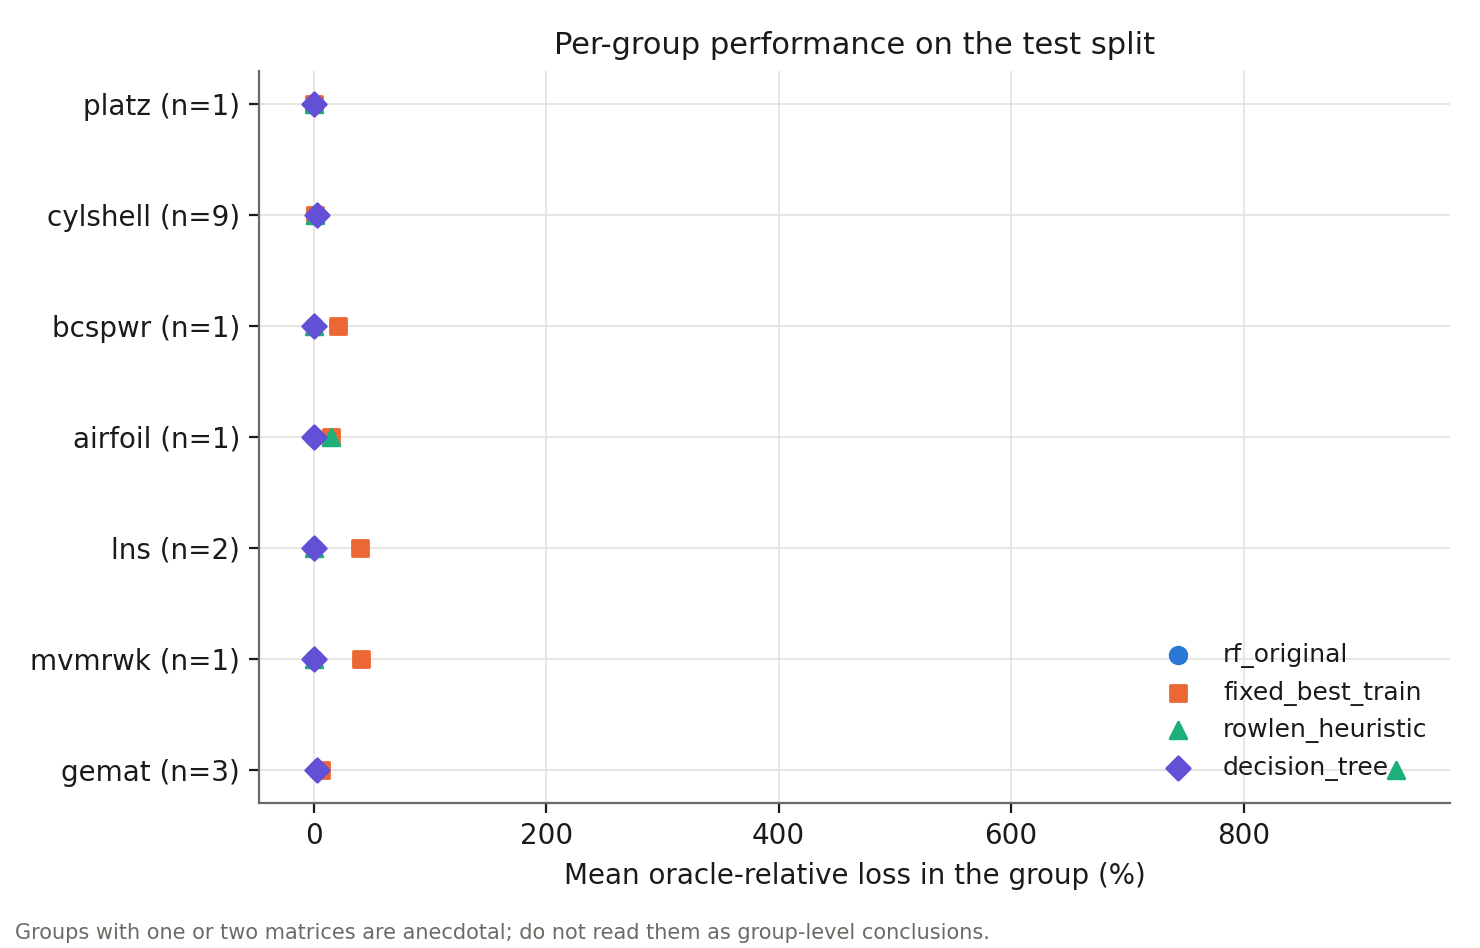 Per-group performance on the test split
platz (n=1)
cylshell (n=9)
bcspwr (n=1)
airfoil (n=1)
lns (n=2)
mvmrwk (n=1)
gemat (n=3)
rf_original
fixed_best_train
rowlen_heuristic
decision_tree
0 200 400 600 800
Mean oracle-relative loss in the group (%)
Groups with one or two matrices are anecdotal; do not read them as group-level conclusions.